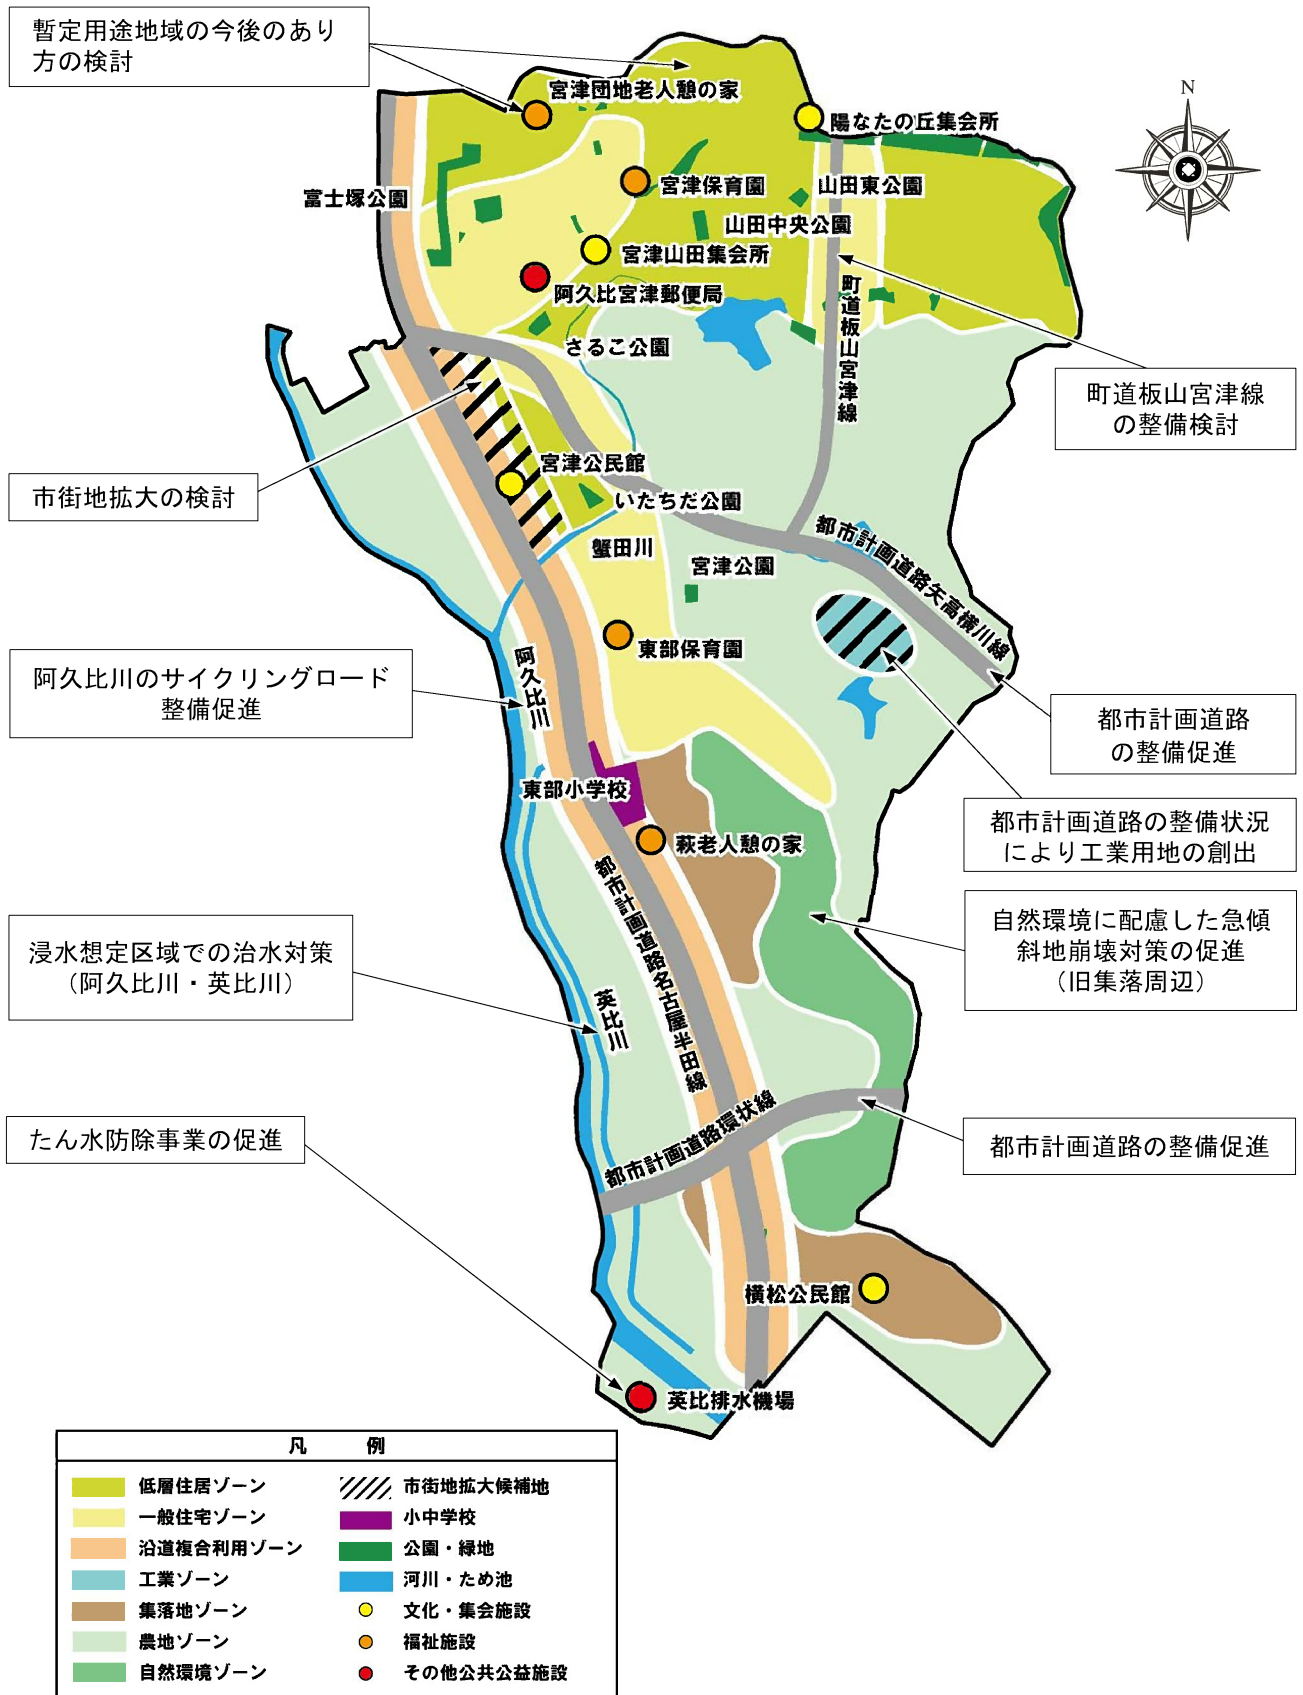 暫定用途地域の今後のあり
方の検討
宮津団地老人憩の家
陽なたの丘集会所
N
富士塚公園
宮津保育園
山田東公園
山田中央公園
宮津山田集会所
阿久比宮津郵便局
町道板山宮津線
さるこ公園
町道板山宮津線
の整備検討
市街地拡大の検討
宮津公民館
いたちだ公園
蟹田川
宮津公園
都市計画道路矢高横川線
東部保育園
阿久比川のサイクリングロード
整備促進
阿久比川
都市計画道路
の整備促進
東部小学校
都市計画道路の整備状況
により工業用地の創出
萩老人憩の家
都市計画道路名古屋半田線
自然環境に配慮した急傾
斜地崩壊対策の促進
（旧集落周辺）
浸水想定区域での治水対策
（阿久比川・英比川）
英比川
都市計画道路環状線
たん水防除事業の促進
都市計画道路の整備促進
横松公民館
英比排水機場
凡 例
低層住居ゾーン
一般住宅ゾーン
沿道複合利用ゾーン
工業ゾーン
集落地ゾーン
農地ゾーン
自然環境ゾーン
市街地拡大候補地
小中学校
公園・緑地
河川・ため池
文化・集会施設
福祉施設
その他公共公益施設